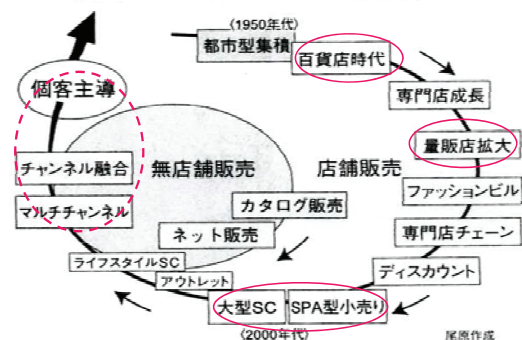 〈1950年代〉
都市型集積
百貨店時代
専門店成長
量販店拡大
ファッションビル
専門店チェーン
ディスカウント
SPA型小売り
大型SC
〈2000年代〉
アウトレット
ライフスタイルSC
マルチチャンネル
チャンネル融合
個客主導
無店舗販売
店舗販売
カタログ販売
ネット販売
尾原作成